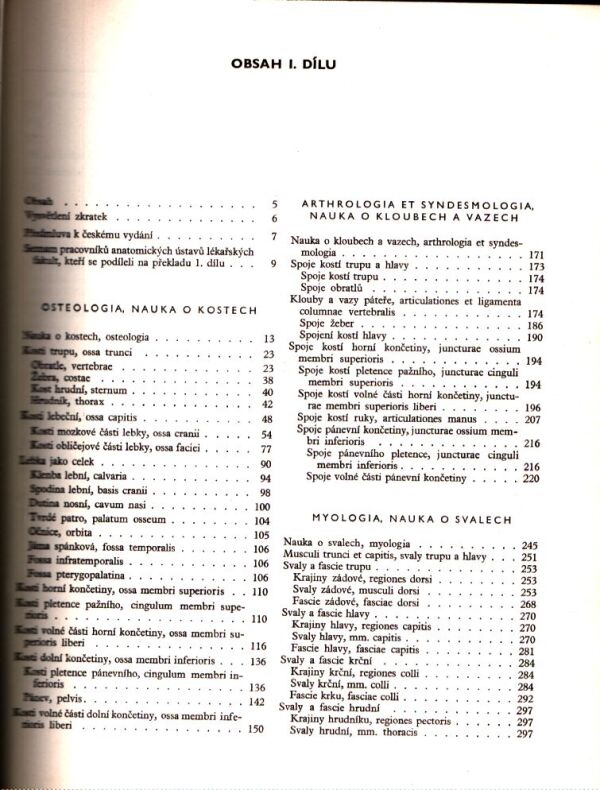 OBSAH I. DÍLU
Obsah . . . . . . . . . . . . . . . . 5
Vysvětlení zkratek . . . . . . . . . . . . 6
Předmluva k českému vydání . . . . . . . . 7
Seznam pracovníků anatomických ústavů lékařských
fakult, kteří se podíleli na překladu 1. dílu . . . 9
OSTEOLOGIA, NAUKA O KOSTECH
Nauka o kostech, osteologia . . . . . . . . 13
Kosti trupu, ossa trunci . . . . . . . . . 23
Obratle, vertebrae . . . . . . . . . . . 23
Žebra, costae . . . . . . . . . . . . . 38
Kost hrudní, sternum . . . . . . . . . . 40
Hrudník, thorax . . . . . . . . . . . . 42
Kosti lebeční, ossa capitis . . . . . . . . 48
Kosti mozkové části lebky, ossa cranii . . . . 54
Kosti obličejové části lebky, ossa faciei . . . . 77
Lebka jako celek . . . . . . . . . . . . 90
Klenba lební, calvaria . . . . . . . . . . 94
Spodina lební, basis cranii . . . . . . . . 98
Dutina nosní, cavum nasi . . . . . . . . 100
Tvrdé patro, palatum osseum . . . . . . . 104
Očnice, orbita . . . . . . . . . . . . 105
Jáma spánková, fossa temporalis . . . . . . 106
Fossa infratemporalis . . . . . . . . . . 106
Fossa pterygopalatina . . . . . . . . . . 106
Kosti horní končetiny, ossa membri superioris . . 110
Kosti pletence pažního, cingulum membri supe-
rioris . . . . . . . . . . . . . . . 110
Kosti volné části horní končetiny, ossa membri su-
perioris liberi . . . . . . . . . . . . 116
Kosti dolní končetiny, ossa membri inferioris . . . 136
Kosti pletence pánevního, cingulum membri in-
ferioris . . . . . . . . . . . . . . . 136
Pánev, pelvis . . . . . . . . . . . . . 142
Kosti volné části dolní končetiny, ossa membri infe-
rioris liberi . . . . . . . . . . . . . 150
ARTHROLOGIA ET SYNDESMOLOGIA,
NAUKA O KLOUBECH A VAZECH
Nauka o kloubech a vazech, arthrologia et syndes-
mologia . . . . . . . . . . . . . . 171
Spoje kostí trupu a hlavy . . . . . . . . . 173
Spoje kostí trupu . . . . . . . . . . . 174
Spoje obratlů . . . . . . . . . . . . 174
Klouby a vazy páteře, articulationes et ligamenta
columnae vertebralis . . . . . . . . . . 174
Spoje žeber . . . . . . . . . . . . . 186
Spojení kostí hlavy . . . . . . . . . . . 190
Spoje kostí horní končetiny, juncturae ossium
membri superioris . . . . . . . . . . . 194
Spoje kostí pletence pažního, juncturae cinguli
membri superioris . . . . . . . . . . . 194
Spoje kostí volné části horní končetiny, junctu-
rae membri superioris liberi . . . . . . . 196
Spoje kostí ruky, articulationes manus . . . . 207
Spoje kostí pánevní končetiny, juncturae ossium mem-
bri inferioris . . . . . . . . . . . . . 216
Spoje pánevního pletence, juncturae cinguli
membri inferioris . . . . . . . . . . . 216
Spoje volné části pánevní končetiny . . . . . 220
MYOLOGIA, NAUKA O SVALECH
Nauka o svalech, myologia . . . . . . . . . 245
Musculi trunci et capitis, svaly trupu a hlavy . . . 251
Svaly a fascie trupu . . . . . . . . . . . 253
Krajiny zádové, regiones dorsi . . . . . . . 253
Svaly zádové, musculi dorsi . . . . . . . . 253
Fascie zádové, fasciae dorsi . . . . . . . . 268
Svaly a fascie hlavy . . . . . . . . . . . 270
Krajiny hlavy, regiones capitis . . . . . . . 270
Svaly hlavy, mm. capitis . . . . . . . . . 270
Fascie hlavy, fasciae capitis . . . . . . . . 281
Svaly a fascie krční . . . . . . . . . . . 284
Krajiny krční, regiones colli . . . . . . . . 284
Svaly krční, mm. colli . . . . . . . . . . 284
Fascie krku, fasciae colli . . . . . . . . . 292
Svaly a fascie hrudní . . . . . . . . . . . 297
Krajiny hrudníku, regiones pectoris . . . . . 297
Svaly hrudní, mm. thoracis . . . . . . . . 297